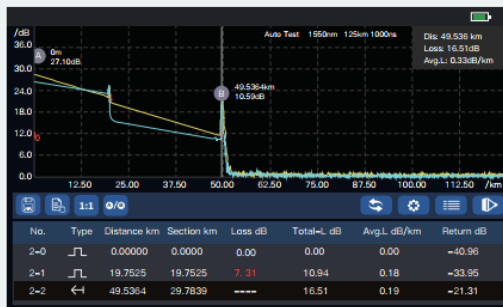 /dB
Auto Test 1550nm 125km 1000ns
Dis: 49.536 km
Loss: 16.51dB
Avg.L: 0.33dB/km
36.0
A 0m
27.10dB
30.00
24.0
B 49.5364km
10.59dB
18.0
12.0
6.0
0.0
12.50 25.00 37.50 50.00 62.50 75.00 87.50 100.00 112.50 /km
1:1
No. Type Distance km Section km Loss dB Total-L dB Avg.L dB/km Return dB
2-0 0.00000 0.0000 0.00 0.00 0.00 -40.96
2-1 19.7525 19.7525 7.31 10.94 0.18 -33.95
2-2 49.5364 29.7839 ---- 16.51 0.19 -21.31